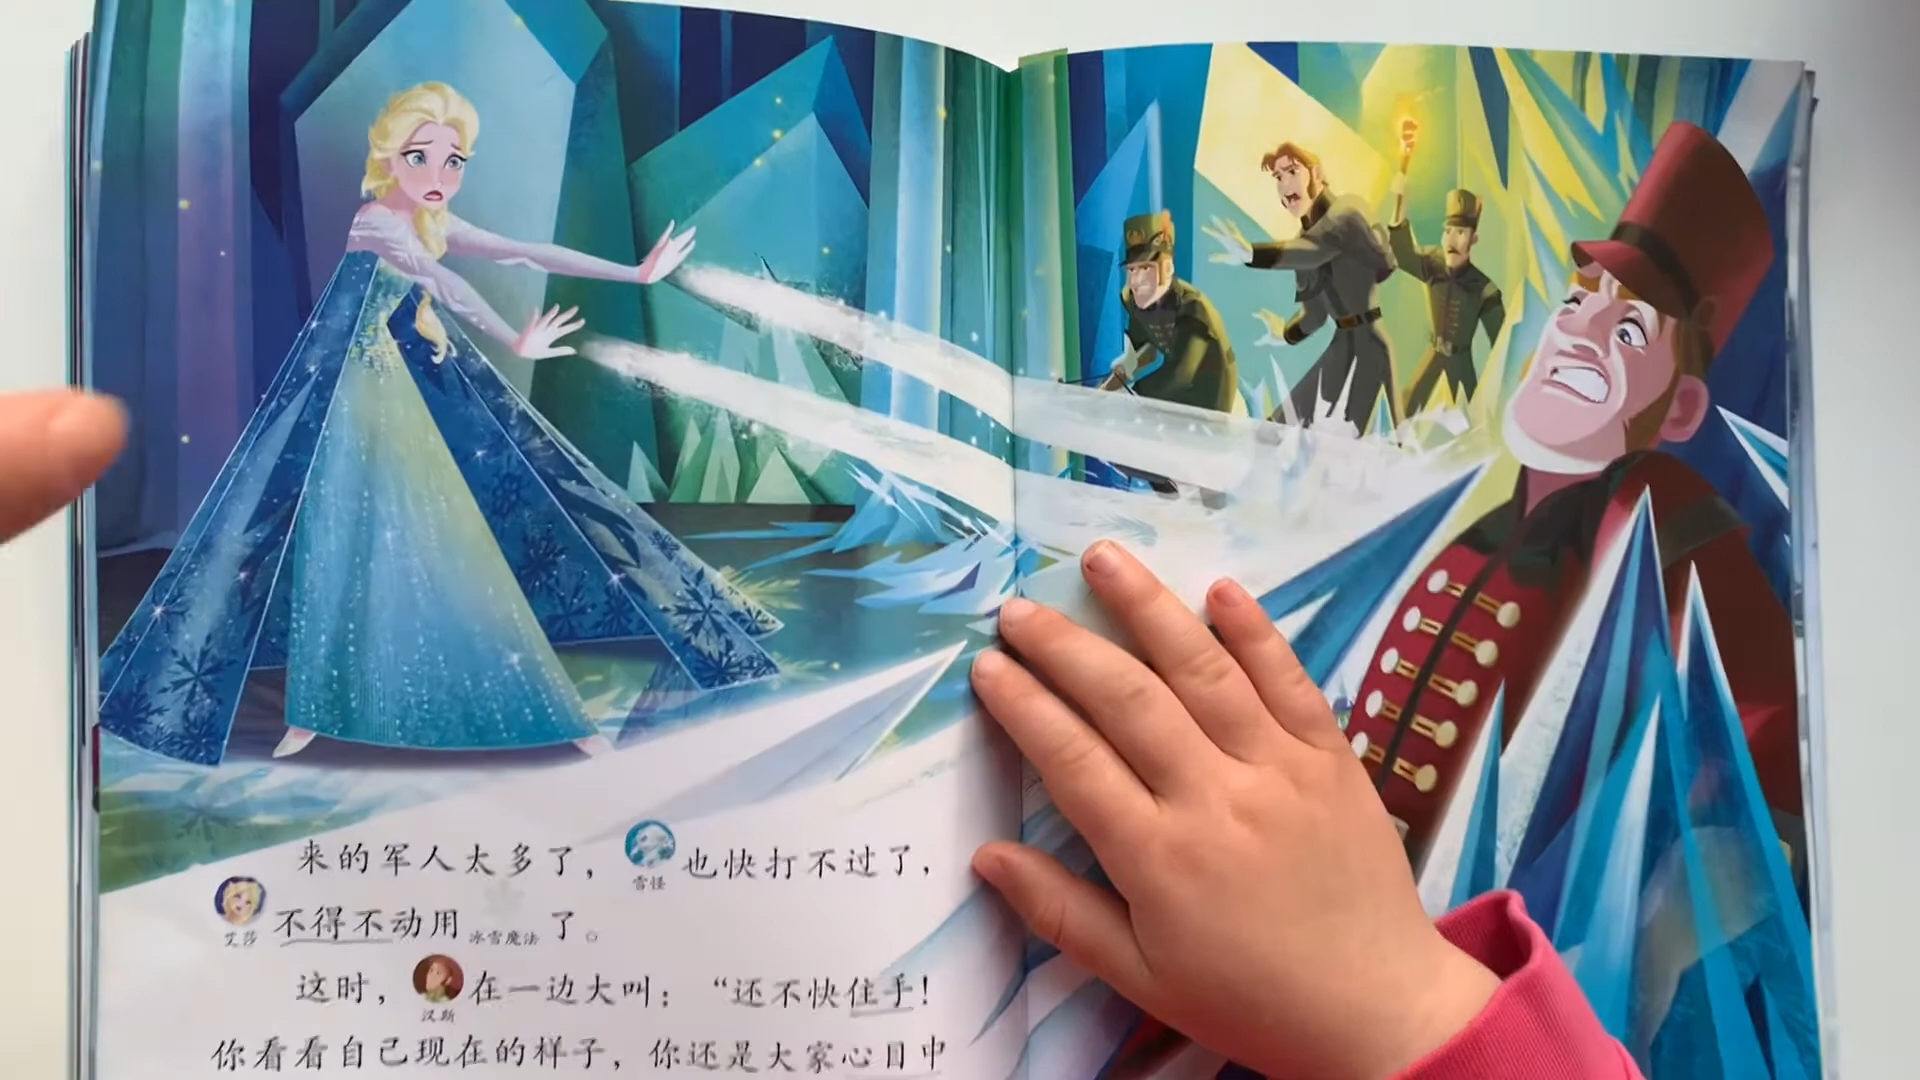 来的军人太多了，雪怪也快打不过了，
艾莎不得不动用冰雪魔法了。
这时，汉斯在一边大叫：“还不快住手！
你看看自己现在的样子，你还是大家心目中